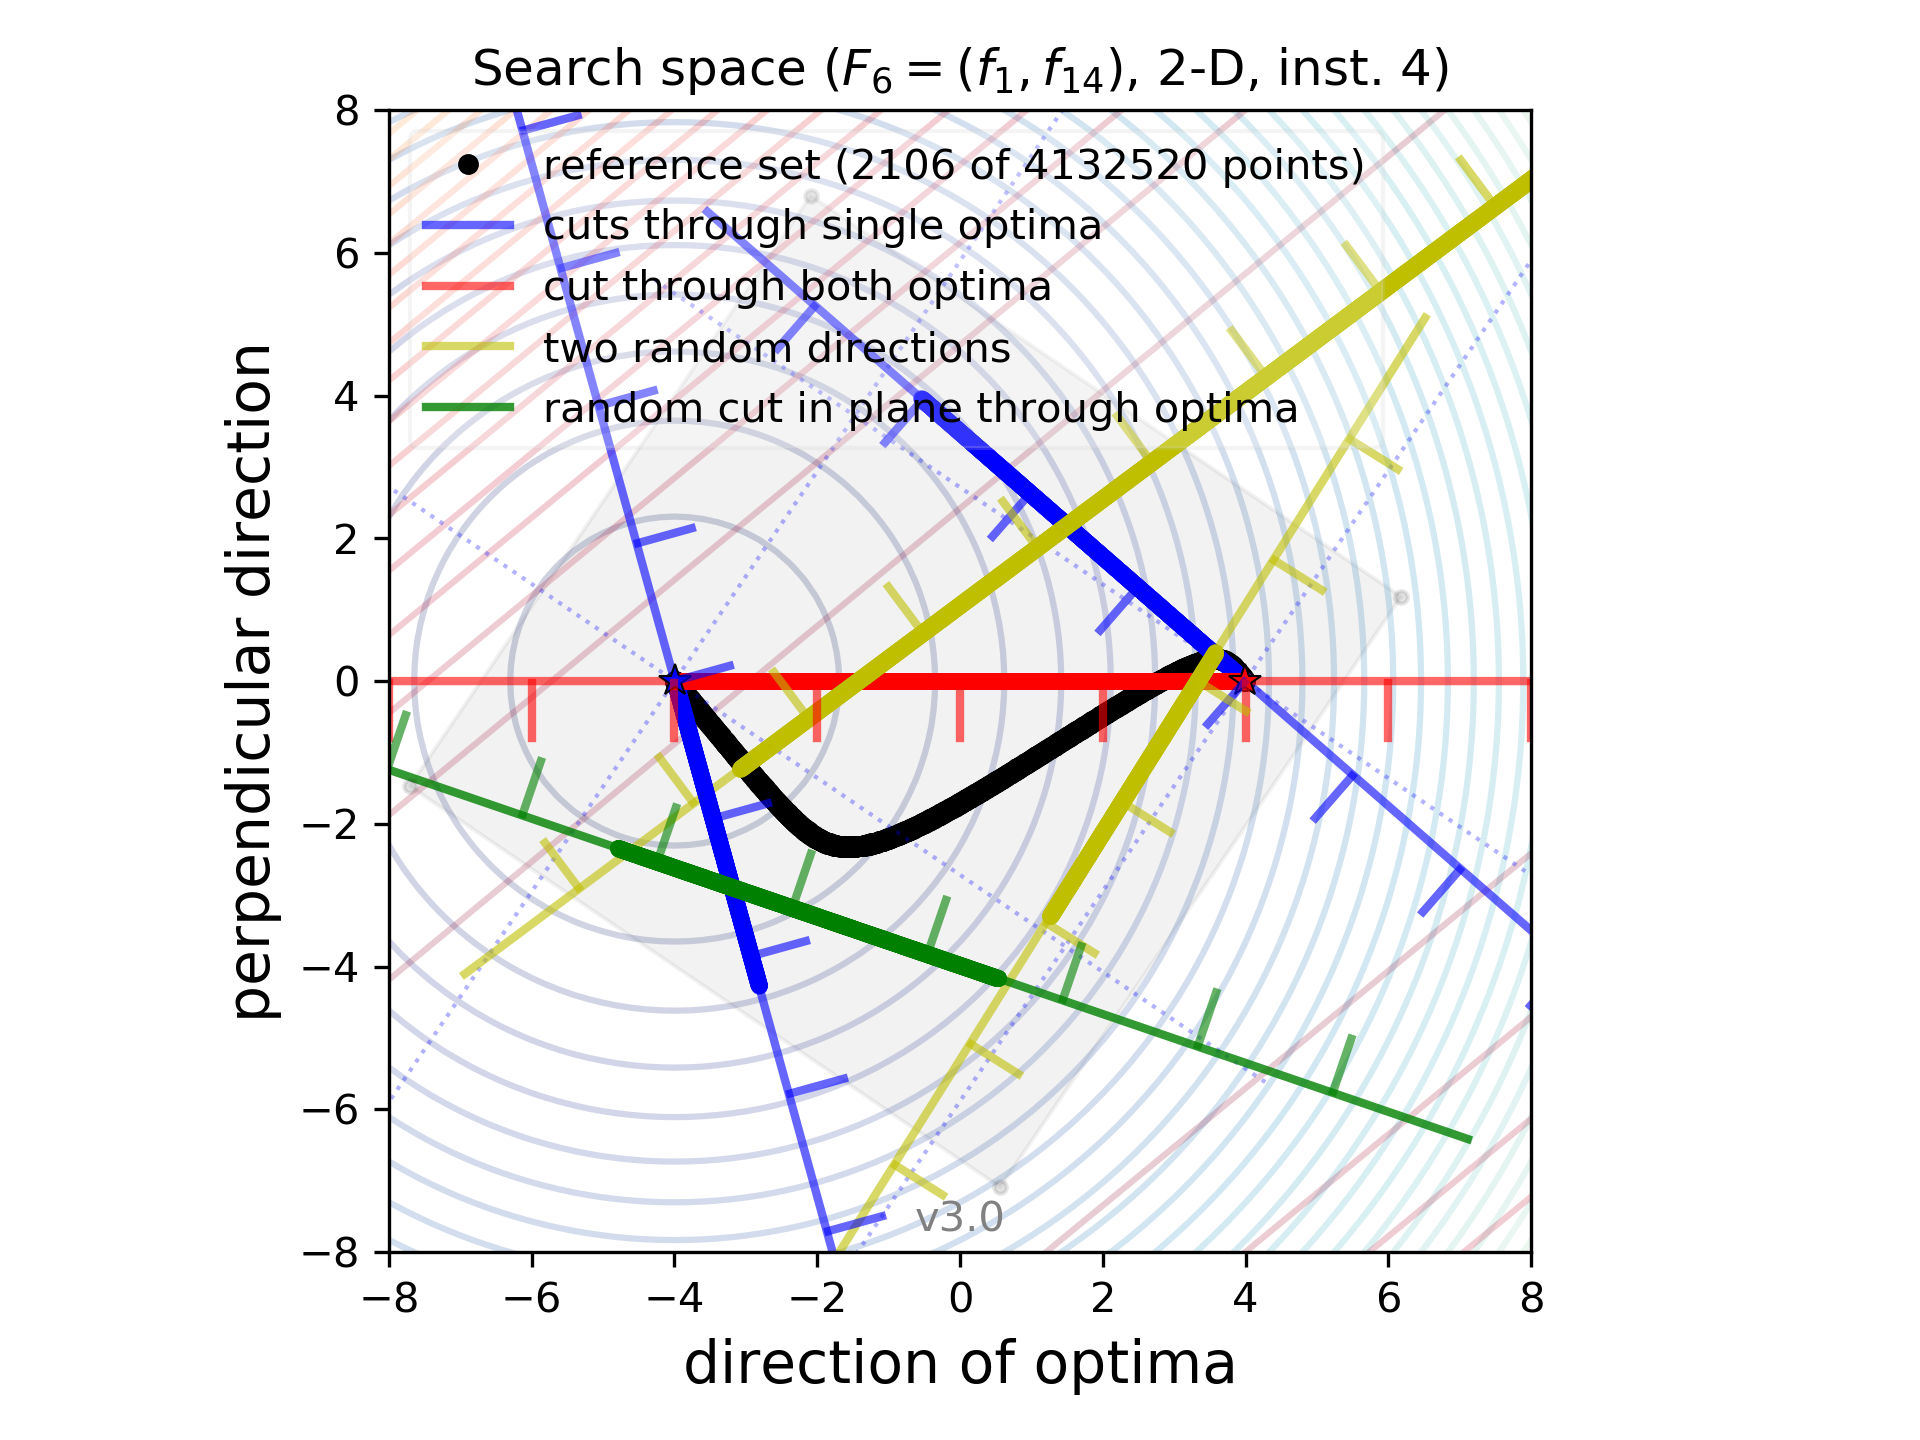 Search space (F6 = (f1, f14), 2-D, inst. 4)
reference set (2106 of 4132520 points)
cuts through single optima
cut through both optima
two random directions
random cut in plane through optima
8
6
4
2
0
−2
−4
−6
−8
perpendicular direction
v3.0
−8 −6 −4 −2 0 2 4 6 8
direction of optima